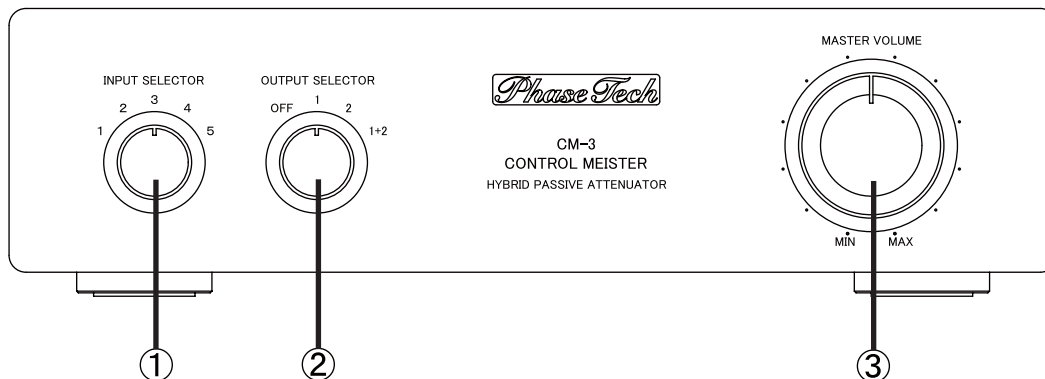 INPUT SELECTOR
1 2 3 4 5
OUTPUT SELECTOR
OFF 1 2 1+2
Phase Tech
CM-3
CONTROL MEISTER
HYBRID PASSIVE ATTENUATOR
MASTER VOLUME
MIN MAX
① ② ③